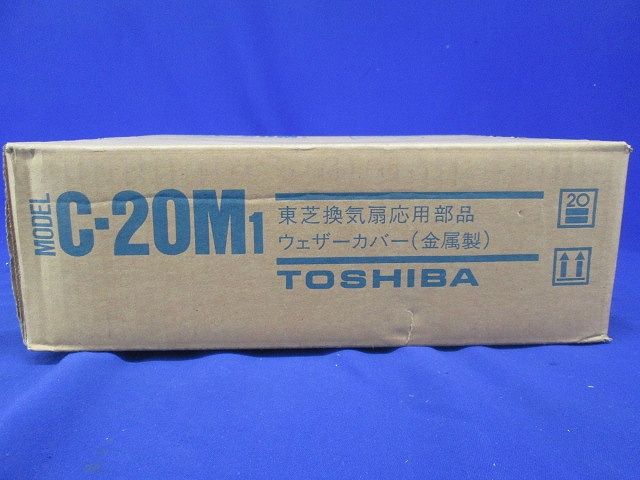 MODEL C-20M1
東芝換気扇応用部品
ウェザーカバー(金属製)
TOSHIBA
20